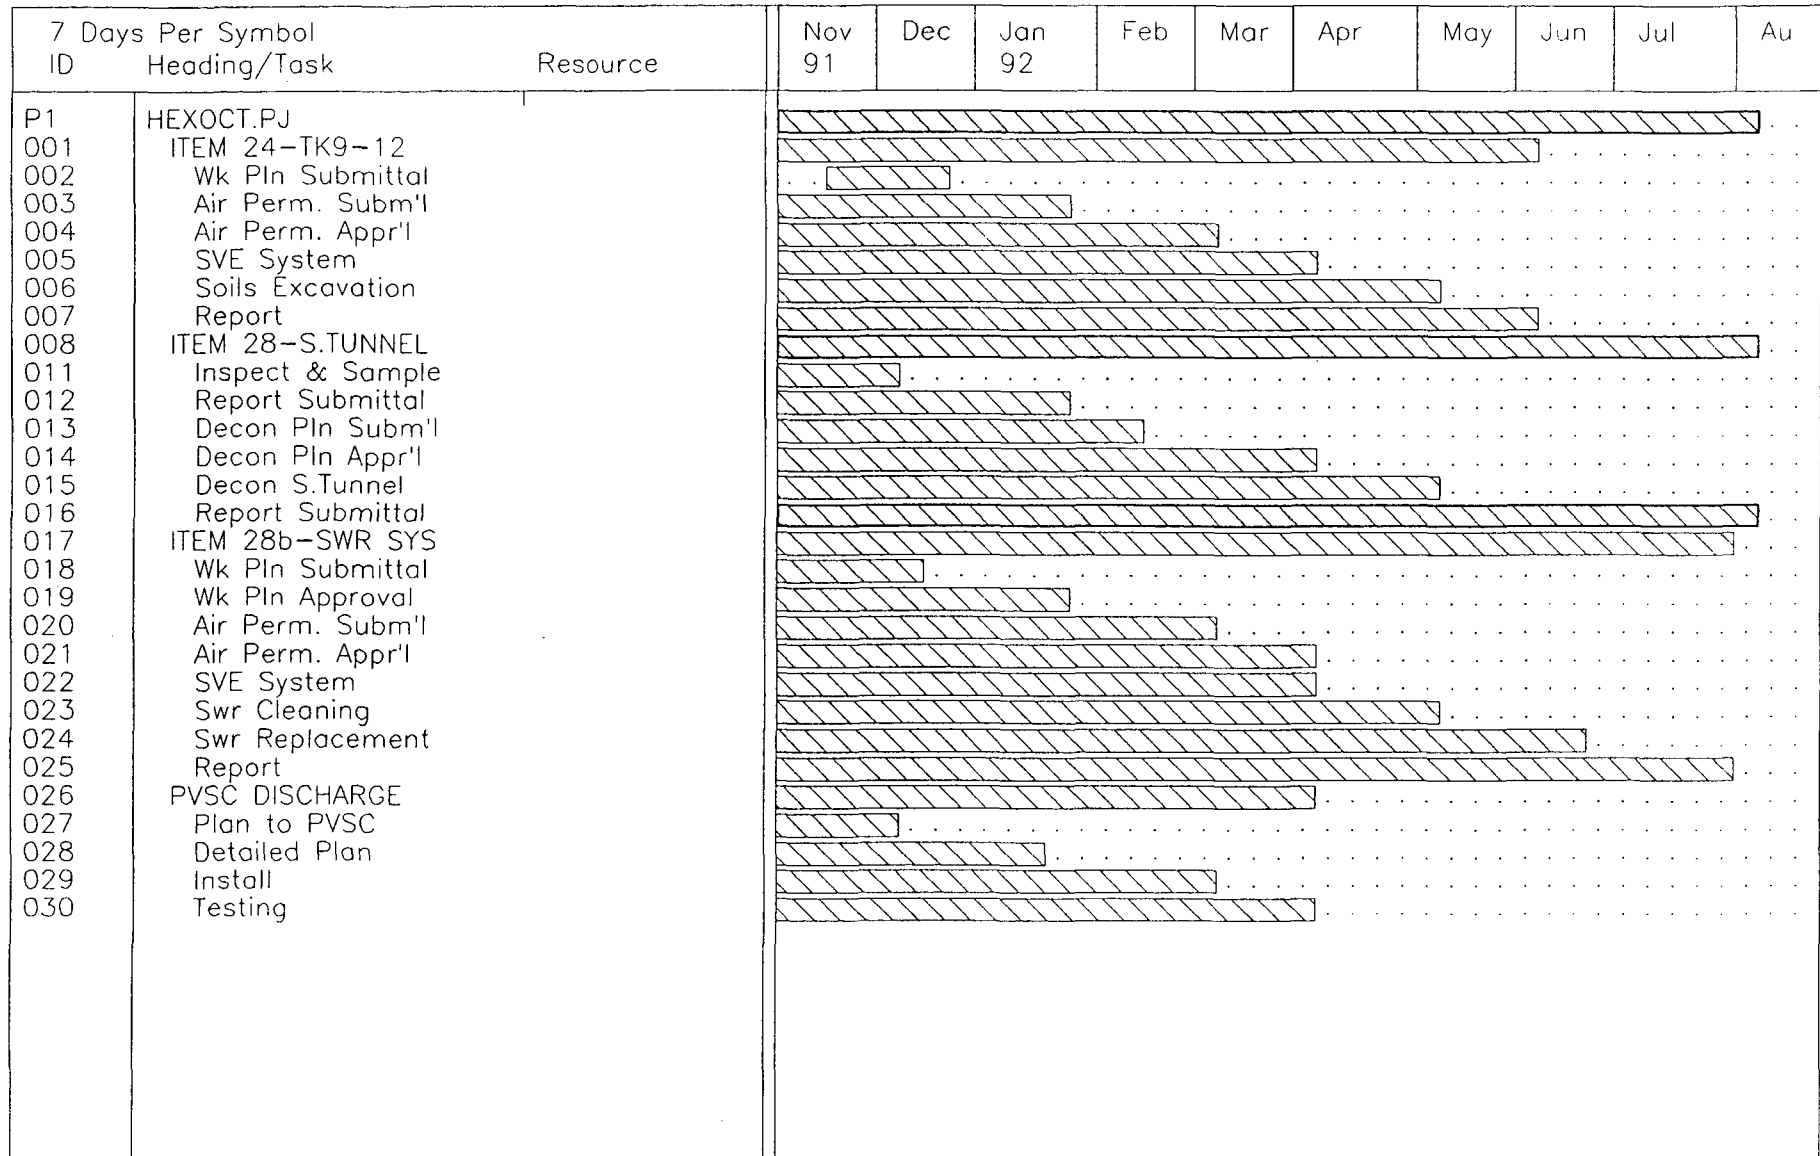 7 Days Per Symbol Nov Dec Jan Feb Mar Apr May Jun Jul Au
ID Heading/Task Resource 91 92
P1 HEXOCT.PJ
001 ITEM 24-TK9-12
002 Wk Pln Submittal
003 Air Perm. Subm'l
004 Air Perm. Appr'l
005 SVE System
006 Soils Excavation
007 Report
008 ITEM 28-S.TUNNEL
011 Inspect & Sample
012 Report Submittal
013 Decon Pln Subm'l
014 Decon Pln Appr'l
015 Decon S.Tunnel
016 Report Submittal
017 ITEM 28b-SWR SYS
018 Wk Pln Submittal
019 Wk Pln Approval
020 Air Perm. Subm'l
021 Air Perm. Appr'l
022 SVE System
023 Swr Cleaning
024 Swr Replacement
025 Report
026 PVSC DISCHARGE
027 Plan to PVSC
028 Detailed Plan
029 Install
030 Testing